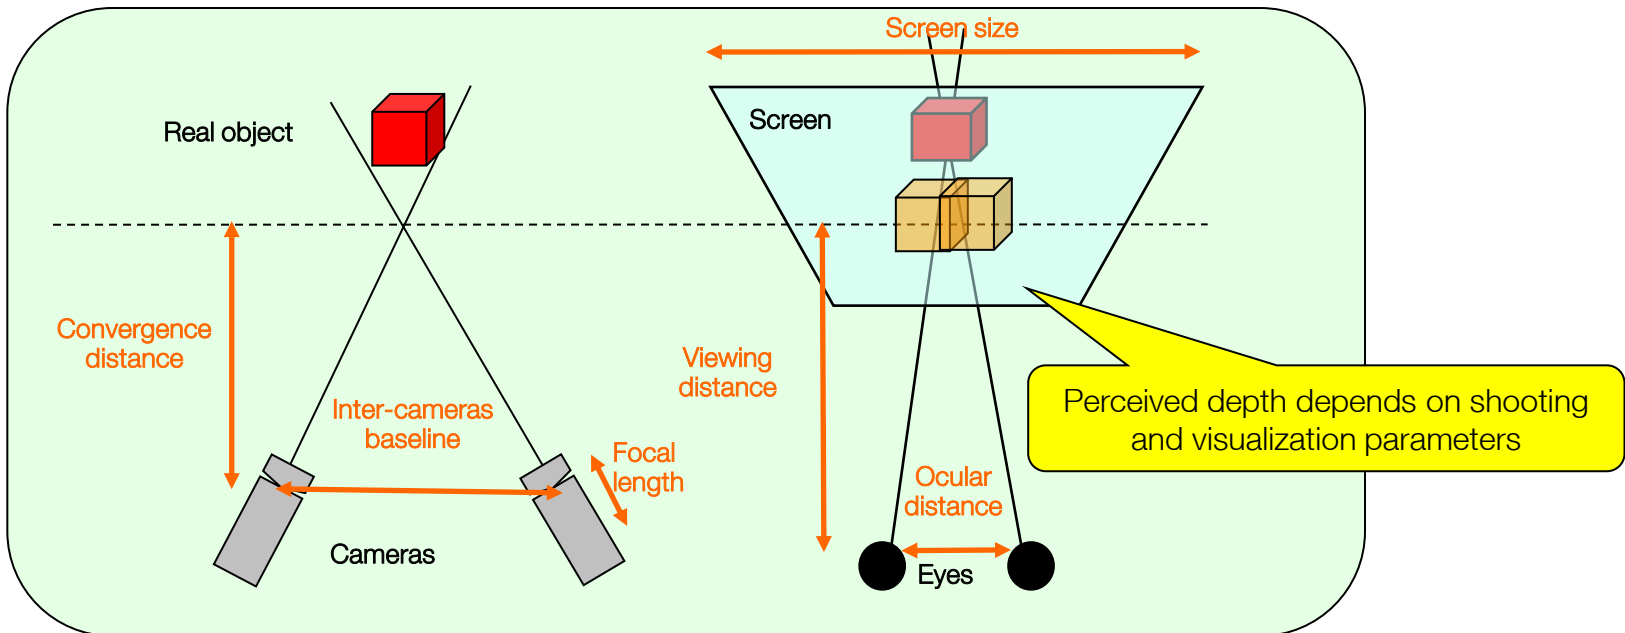 Screen size
Real object
Screen
Convergence
distance
Viewing
distance
Inter-cameras
baseline
Focal
length
Ocular
distance
Cameras
Eyes
Perceived depth depends on shooting
and visualization parameters